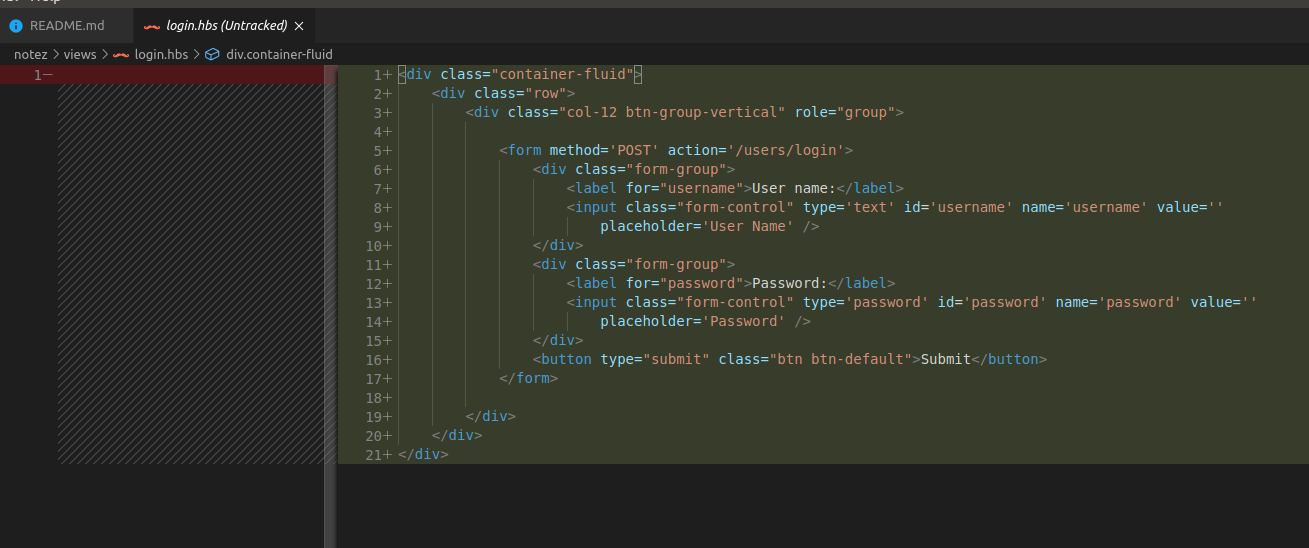 README.md login.hbs (Untracked) ×
notez > views > login.hbs > div.container-fluid
1−
1+ <div class="container-fluid">
2+ <div class="row">
3+ <div class="col-12 btn-group-vertical" role="group">
4+
5+ <form method='POST' action='/users/login'>
6+ <div class="form-group">
7+ <label for="username">User name:</label>
8+ <input class="form-control" type='text' id='username' name='username' value=''
9+ placeholder='User Name' />
10+ </div>
11+ <div class="form-group">
12+ <label for="password">Password:</label>
13+ <input class="form-control" type='password' id='password' name='password' value=''
14+ placeholder='Password' />
15+ </div>
16+ <button type="submit" class="btn btn-default">Submit</button>
17+ </form>
18+
19+ </div>
20+ </div>
21+ </div>